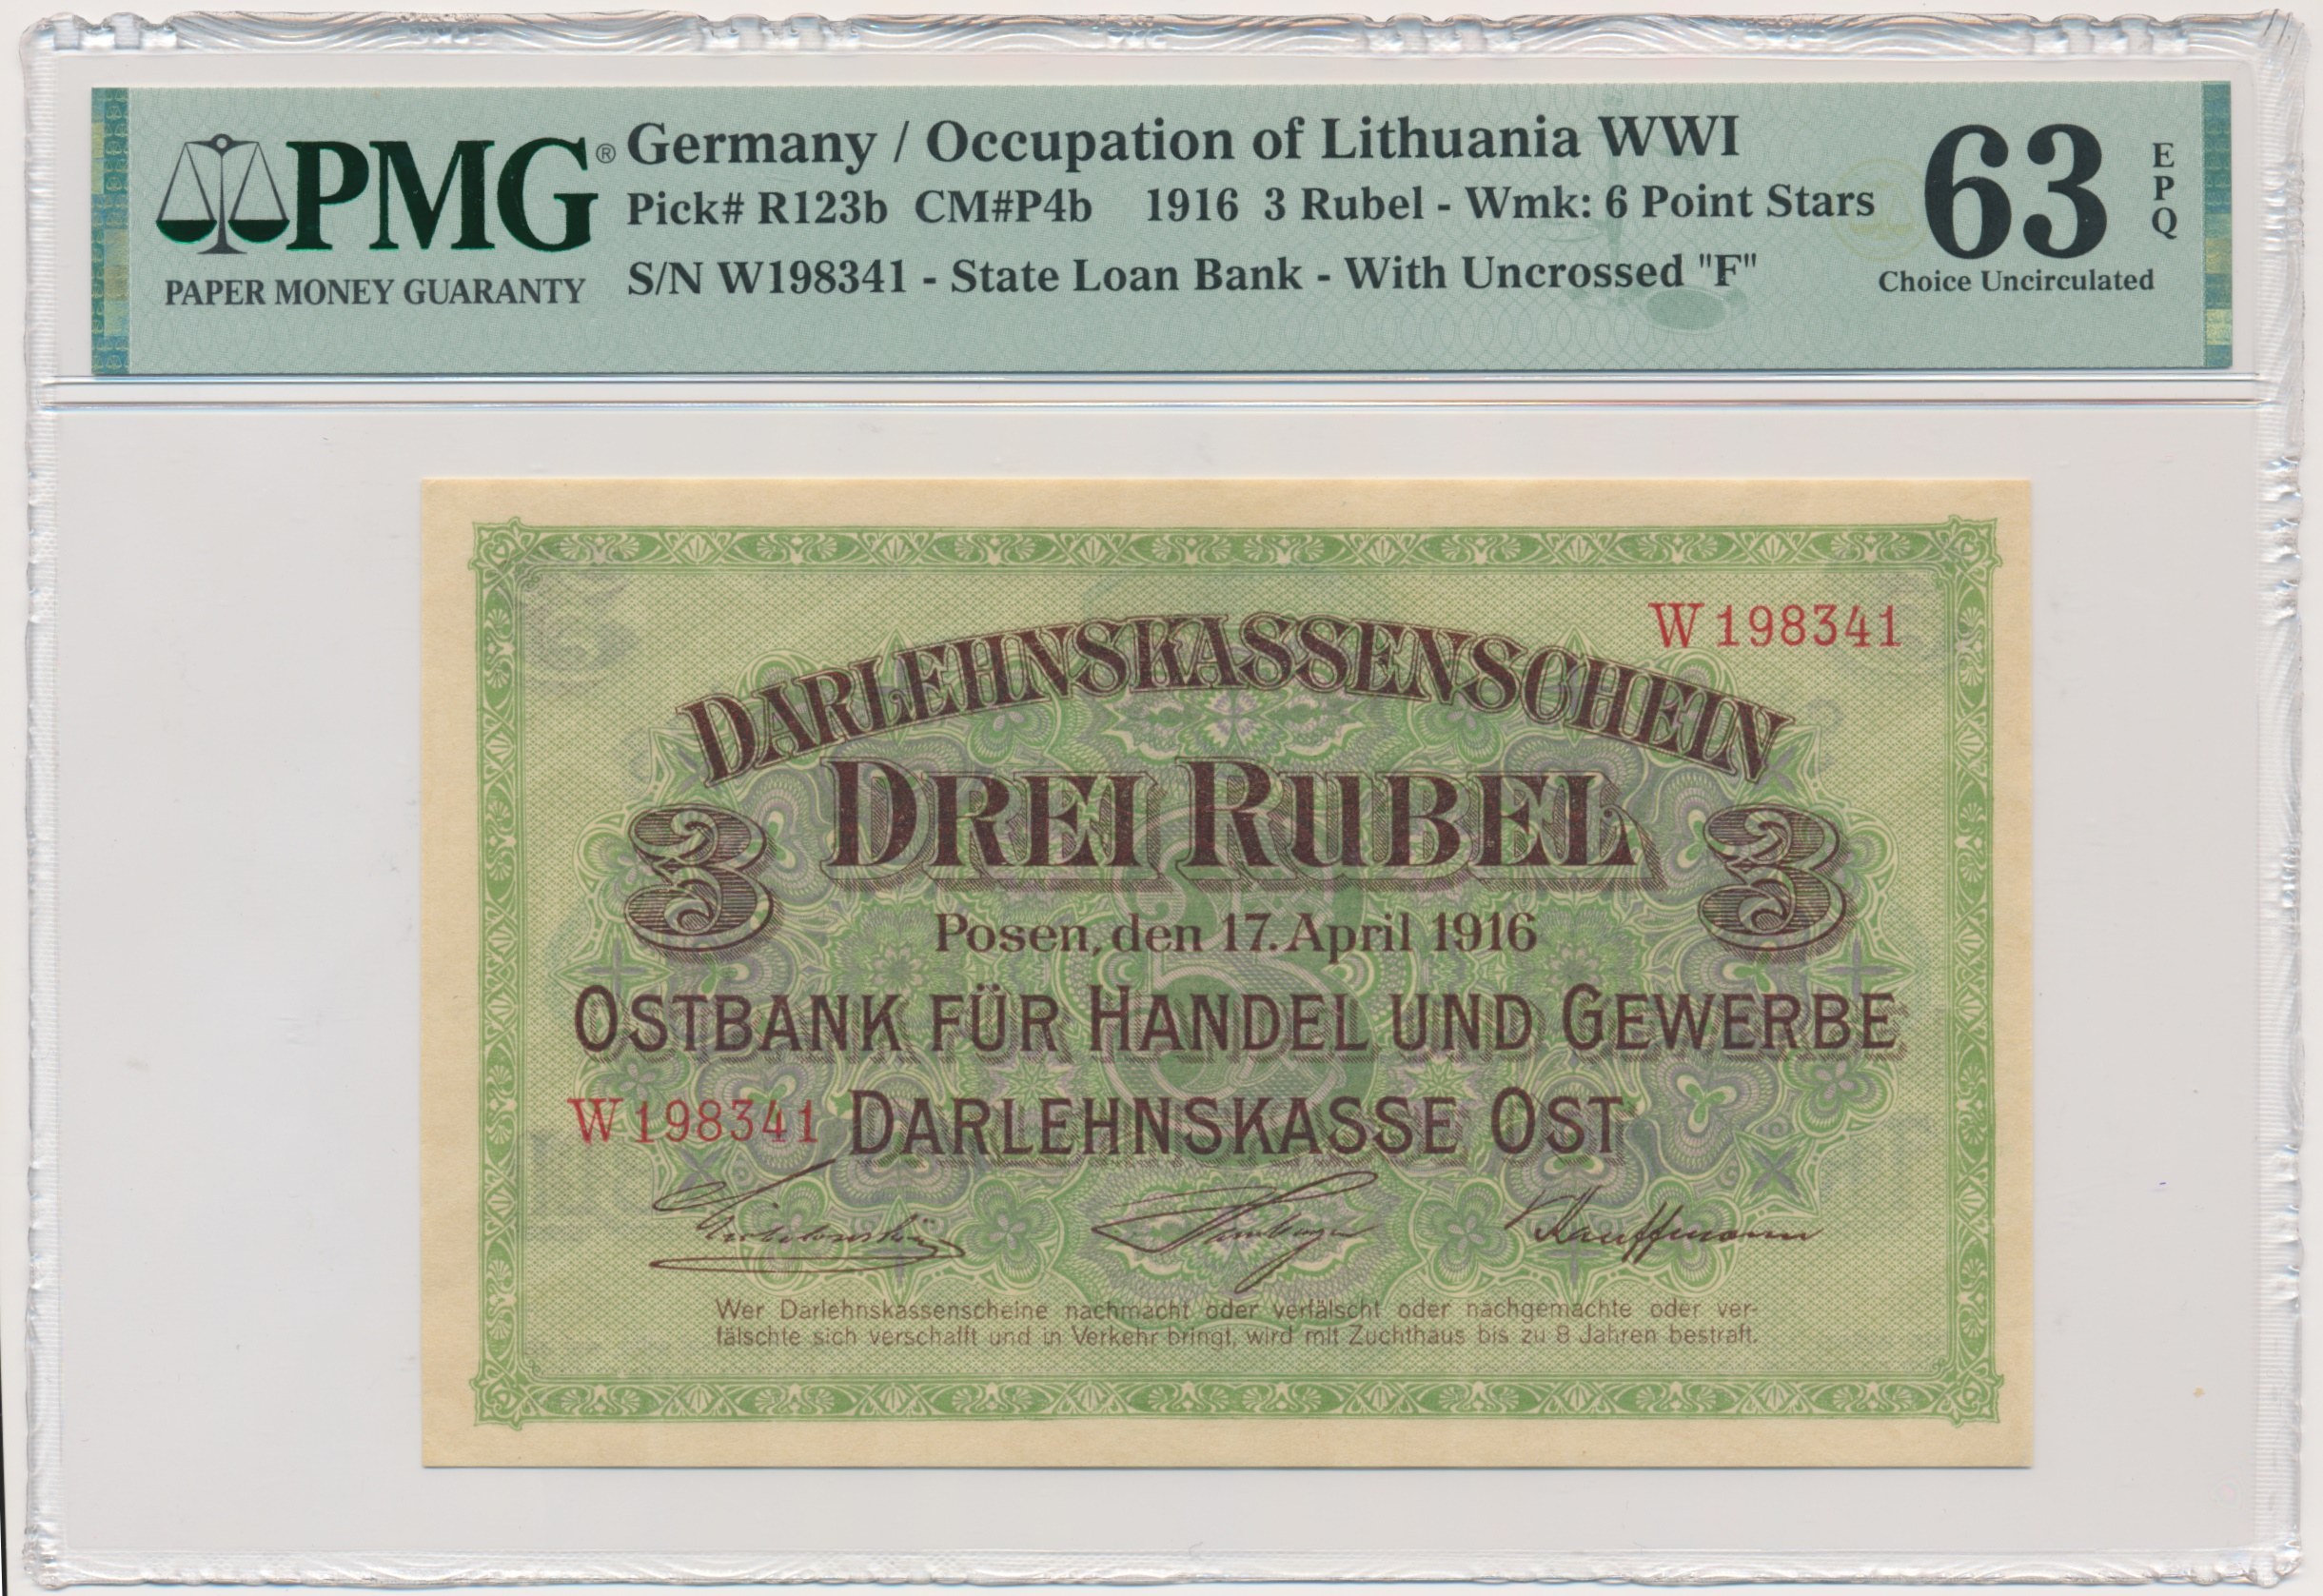 PMG®
PAPER MONEY GUARANTY
Germany / Occupation of Lithuania WWI
Pick# R123b CM#P4b 1916 3 Rubel - Wmk: 6 Point Stars
S/N W198341 - State Loan Bank - With Uncrossed "F"
63
EPQ
Choice Uncirculated
W198341
DARLEHNSKASSENSCHEIN
3 DREI RUBEL 3
Posen, den 17. April 1916
OSTBANK FÜR HANDEL UND GEWERBE
W198341 DARLEHNSKASSE OST
Kauffmann
Wer Darlehnskassenscheine nachmacht oder verfälscht oder nachgemachte oder ver-
fälschte sich verschafft und in Verkehr bringt, wird mit Zuchthaus bis zu 8 Jahren bestraft.